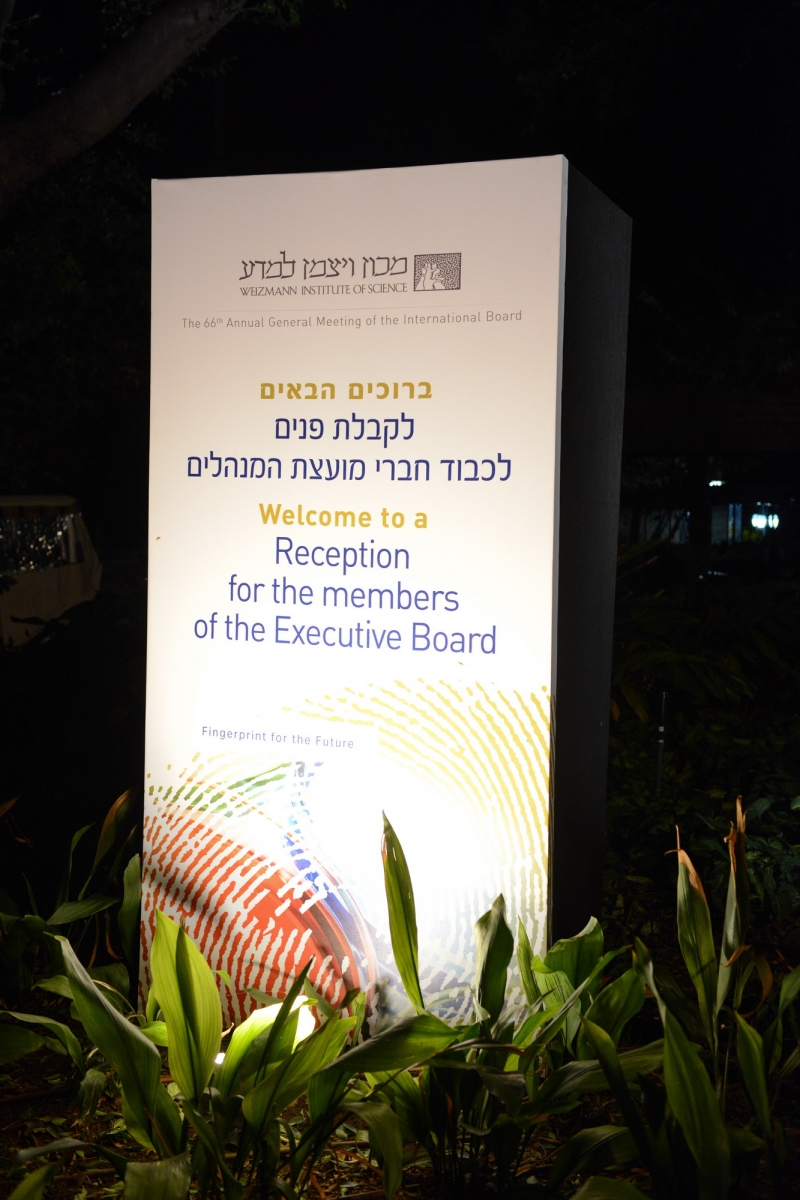 מכון ויצמן למדע
WEIZMANN INSTITUTE OF SCIENCE
The 66th Annual General Meeting of the International Board
ברוכים הבאים
לקבלת פנים
לכבוד חברי מועצת המנהלים
Welcome to a
Reception
for the members
of the Executive Board
Fingerprint for the Future